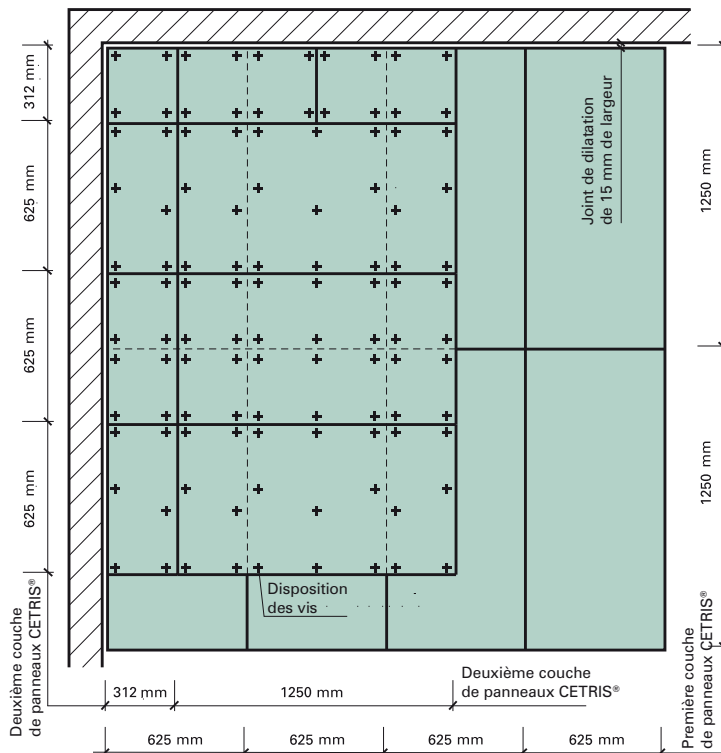 312 mm
625 mm
625 mm
625 mm
Deuxième couche
de panneaux CETRIS®
Joint de dilatation
de 15 mm de largeur
1250 mm
1250 mm
Première couche
de panneaux CETRIS®
Disposition
des vis
312 mm
1250 mm
Deuxième couche
de panneaux CETRIS®
625 mm
625 mm
625 mm
625 mm